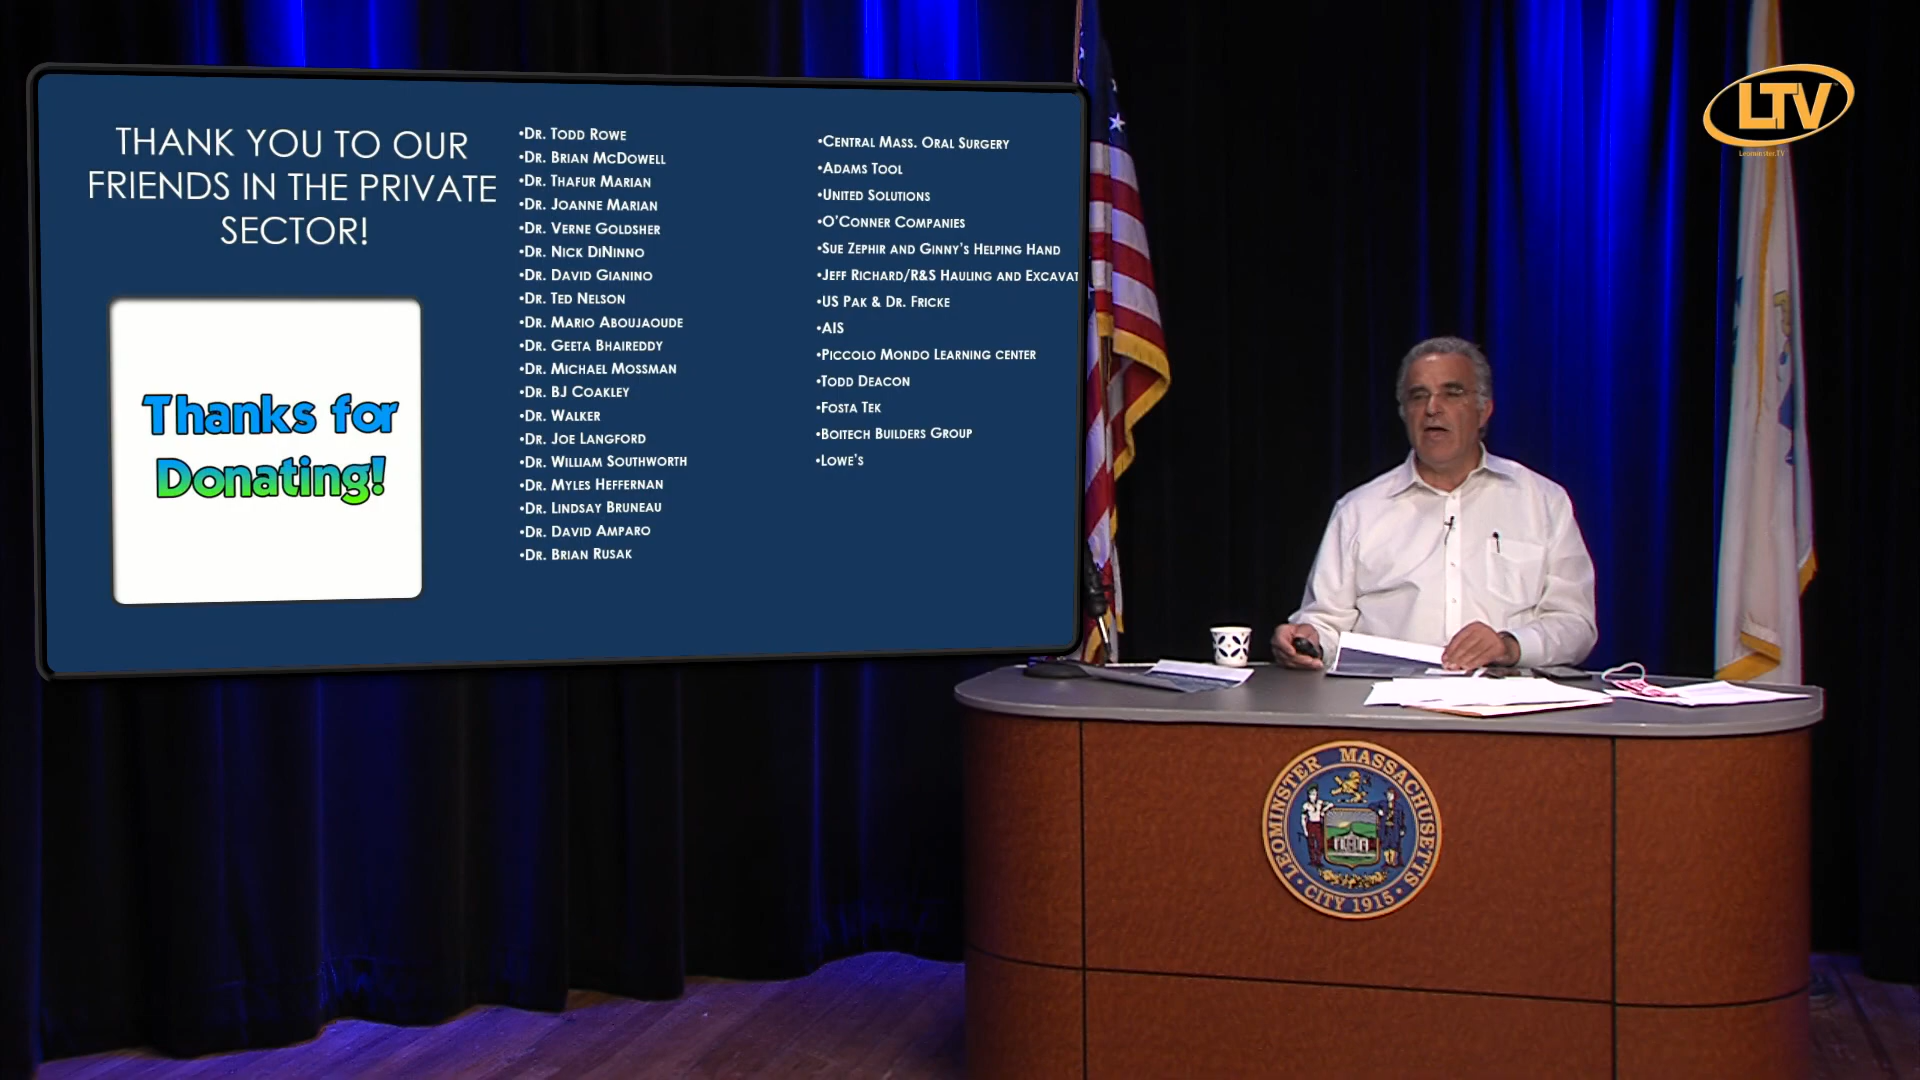 THANK YOU TO OUR
FRIENDS IN THE PRIVATE
SECTOR!
Thanks for
Donating!
•DR. TODD ROWE
•DR. BRIAN MCDOWELL
•DR. THAFUR MARIAN
•DR. JOANNE MARIAN
•DR. VERNE GOLDSHER
•DR. NICK DININNO
•DR. DAVID GIANINO
•DR. TED NELSON
•DR. MARIO ABOUJAOUDE
•DR. GEETA BHAIREDDY
•DR. MICHAEL MOSSMAN
•DR. BJ COAKLEY
•DR. WALKER
•DR. JOE LANGFORD
•DR. WILLIAM SOUTHWORTH
•DR. MYLES HEFFERNAN
•DR. LINDSAY BRUNEAU
•DR. DAVID AMPARO
•DR. BRIAN RUSAK
•CENTRAL MASS. ORAL SURGERY
•ADAMS TOOL
•UNITED SOLUTIONS
•O'CONNER COMPANIES
•SUE ZEPHIR AND GINNY'S HELPING HAND
•JEFF RICHARD/R&S HAULING AND EXCAVAT
•US PAK & DR. FRICKE
•AIS
•PICCOLO MONDO LEARNING CENTER
•TODD DEACON
•FOSTA TEK
•BOITECH BUILDERS GROUP
•LOWE'S
LTV
Leominster.TV
LEOMINSTER MASSACHUSETTS
• CITY 1915 •